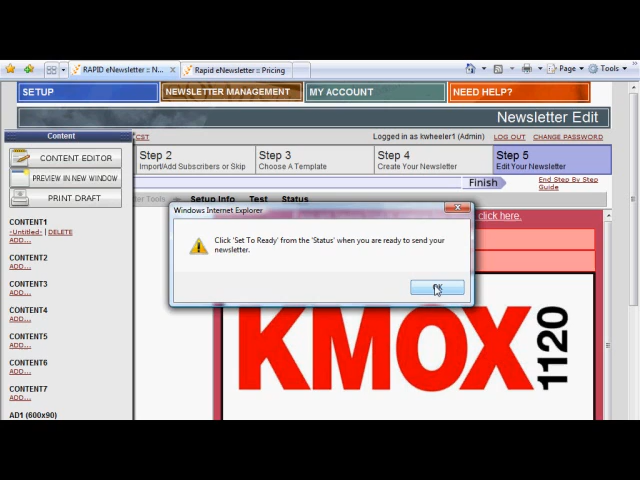 RAPID eNewsletter :: N...
Rapid eNewsletter :: Pricing
Page
Tools
SETUP
NEWSLETTER MANAGEMENT
MY ACCOUNT
NEED HELP?
Newsletter Edit
Content
CST
Logged in as kwheeler1 (Admin)
LOG OUT
CHANGE PASSWORD
CONTENT EDITOR
PREVIEW IN NEW WINDOW
PRINT DRAFT
Step 2
Import/Add Subscribers or Skip
Step 3
Choose A Template
Step 4
Create Your Newsletter
Step 5
Edit Your Newsletter
Finish
End Step By Step
Guide
Tools
Setup Info
Test
Status
click here.
Windows Internet Explorer
Click 'Set To Ready' from the 'Status' when you are ready to send your
newsletter.
OK
CONTENT1
-Untitled- | DELETE
ADD...
CONTENT2
ADD...
CONTENT3
ADD...
CONTENT4
ADD...
CONTENT5
ADD...
CONTENT6
ADD...
CONTENT7
ADD...
AD1 (600x90)
KMOX
1120